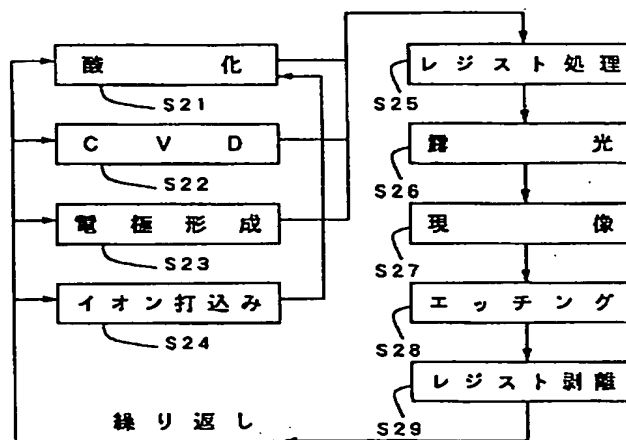 酸化
S21
CVD
S22
電極形成
S23
イオン打込み
S24
レジスト処理
S25
露光
S26
現像
S27
エッチング
S28
レジスト剥離
S29
繰り返し